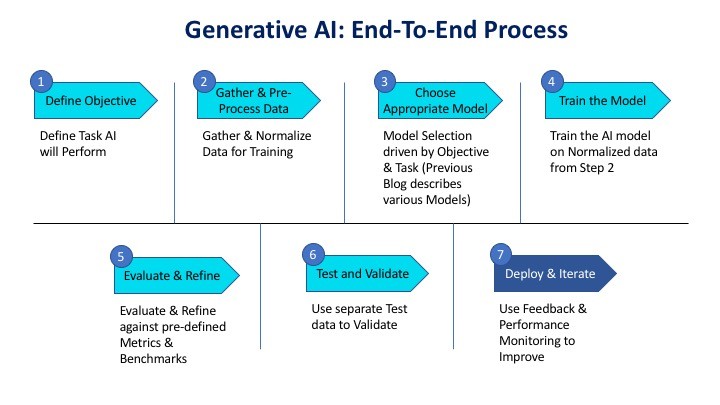 Generative AI: End-To-End Process
1
Define Objective
Define Task AI
will Perform
2
Gather & Pre-
Process Data
Gather & Normalize
Data for Training
3
Choose
Appropriate Model
Model Selection
driven by Objective
& Task (Previous
Blog describes
various Models)
4
Train the Model
Train the AI model
on Normalized data
from Step 2
5
Evaluate & Refine
Evaluate & Refine
against pre-defined
Metrics &
Benchmarks
6
Test and Validate
Use separate Test
data to Validate
7
Deploy & Iterate
Use Feedback &
Performance
Monitoring to
Improve